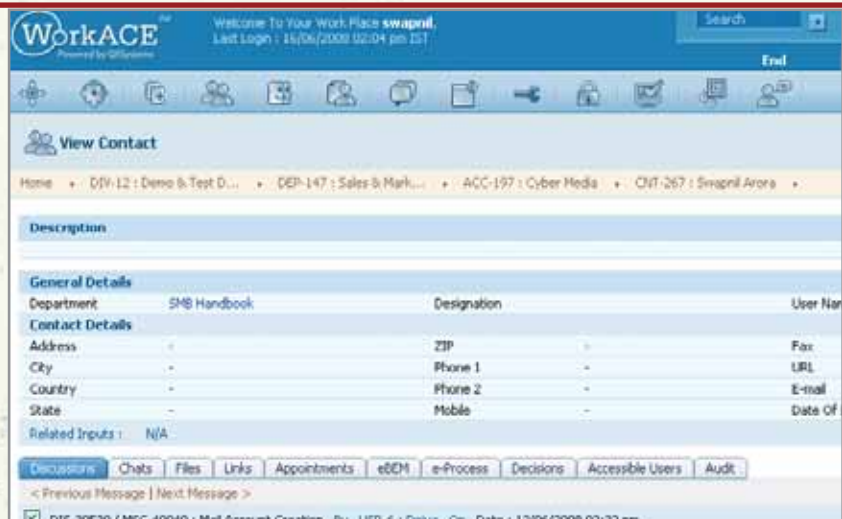 WorkACE
Welcome To Your Work Place swapnil.
Last Login : 16/06/2008 02:04 pm IST
Search
End
View Contact
Home DIV-12 : Demo & Test D... DEP-147 : Sales & Mark... ACC-197 : Cyber Media CNT-267 : Swapnil Arora
Description
General Details
Department SMB Handbook Designation User Nar
Contact Details
Address - ZIP - Fax
City - Phone 1 - URL
Country - Phone 2 - E-mail
State - Mobile - Date Of
Related Inputs : N/A
Discussions Chats Files Links Appointments eBEM e-Process Decisions Accessible Users Audit
< Previous Message | Next Message >
Mail Account Creation